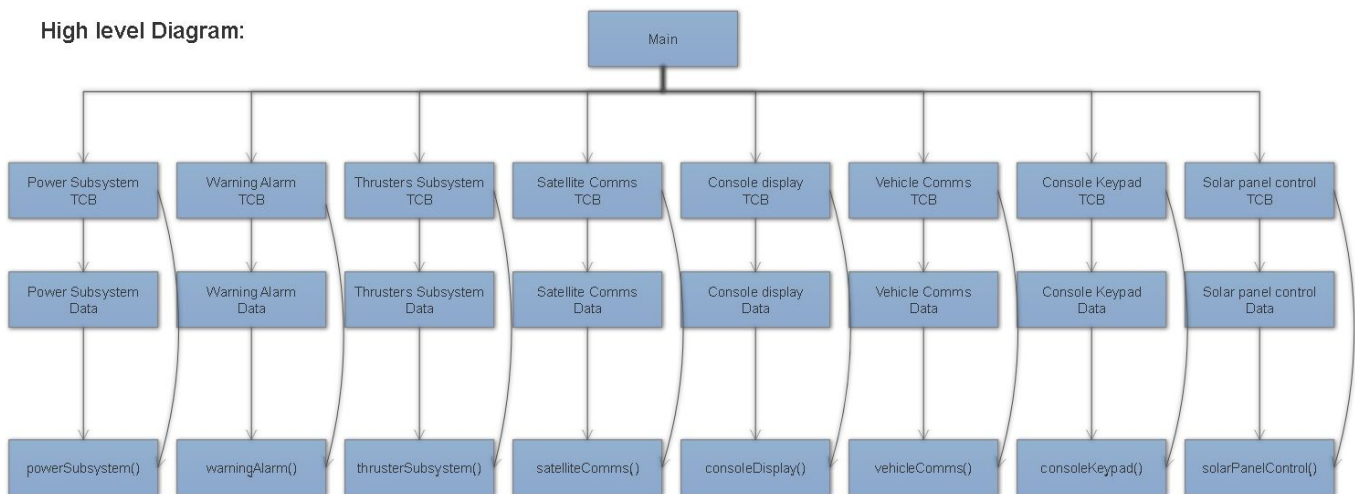 High level Diagram:
Main
Power Subsystem
TCB
Warning Alarm
TCB
Thrusters Subsystem
TCB
Satellite Comms
TCB
Console display
TCB
Vehicle Comms
TCB
Console Keypad
TCB
Solar panel control
TCB
Power Subsystem
Data
Warning Alarm
Data
Thrusters Subsystem
Data
Satellite Comms
Data
Console display
Data
Vehicle Comms
Data
Console Keypad
Data
Solar panel control
Data
powerSubsystem()
warningAlarm()
thrusterSubsystem()
satelliteComms()
consoleDisplay()
vehicleComms()
consoleKeypad()
solarPanelControl()